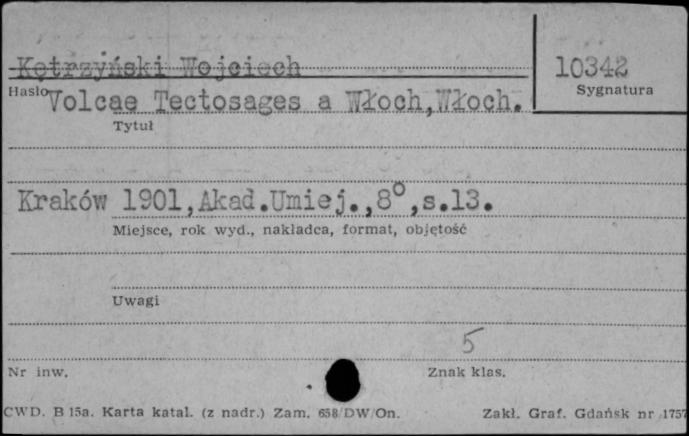 Kętrzyński Wojciech
10342
Hasło
Sygnatura
Volcae Tectosages a Włoch,Włoch.
Tytuł
Kraków 1901,Akad.Umiej.,8°,s.13.
Miejsce, rok wyd., nakładca, format, objętość
Uwagi
5
Nr inw.
Znak klas.
CWD. B 15a. Karta katal. (z nadr.) Zam. 658/DW/On.
Zakł. Graf. Gdańsk nr 1757